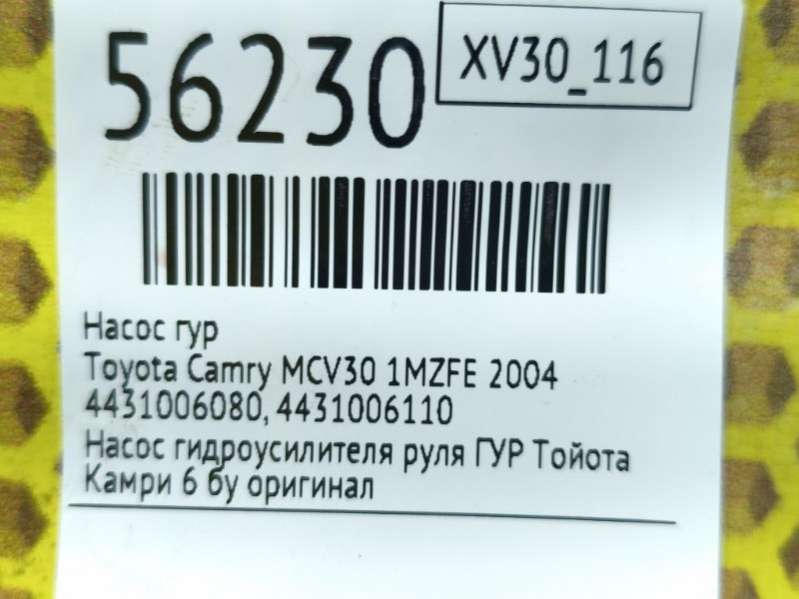 56230
XV30_116
Насос гур
Toyota Camry MCV30 1MZFE 2004
4431006080, 4431006110
Насос гидроусилителя руля ГУР Тойота
Камри 6 бу оригинал